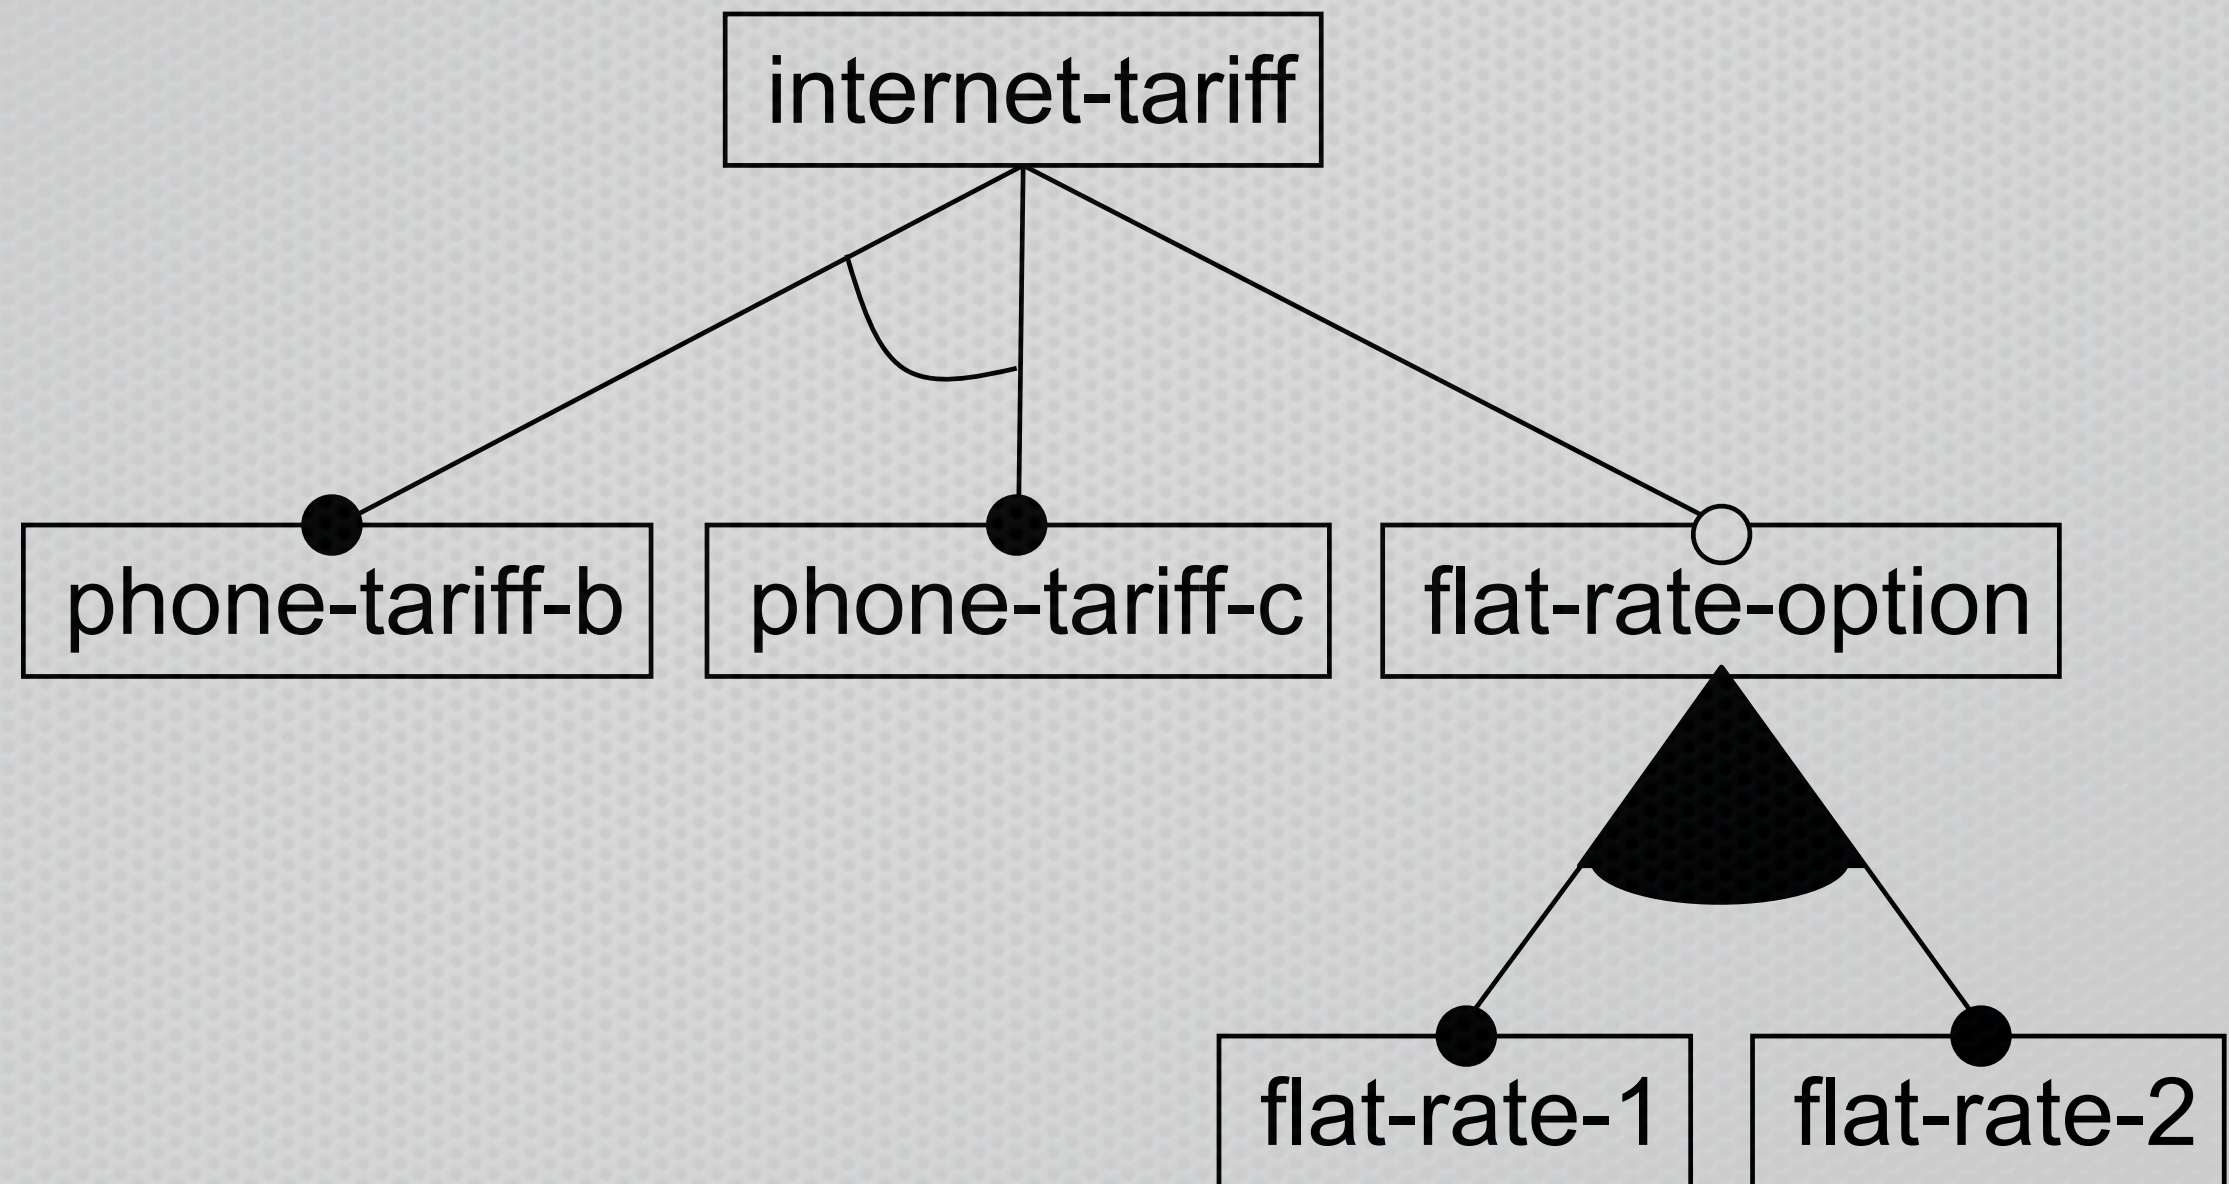 internet-tariff
phone-tariff-b
phone-tariff-c
flat-rate-option
flat-rate-1
flat-rate-2